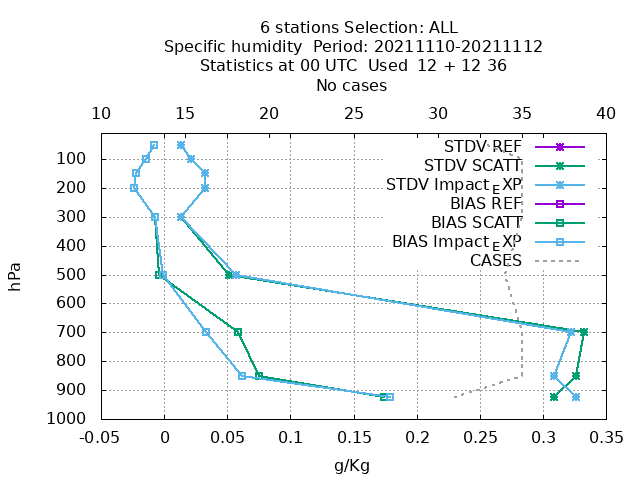 6 stations Selection: ALL
Specific humidity  Period: 20211110-20211112
Statistics at 00 UTC  Used  12 + 12 36
No cases
10 15 20 25 30 35 40
STDV REF
STDV SCATT
STDV Impact_EXP
BIAS REF
BIAS SCATT
BIAS Impact_EXP
CASES
100
200
300
400
500
600
700
800
900
1000
hPa
-0.05 0 0.05 0.1 0.15 0.2 0.25 0.3 0.35
g/Kg